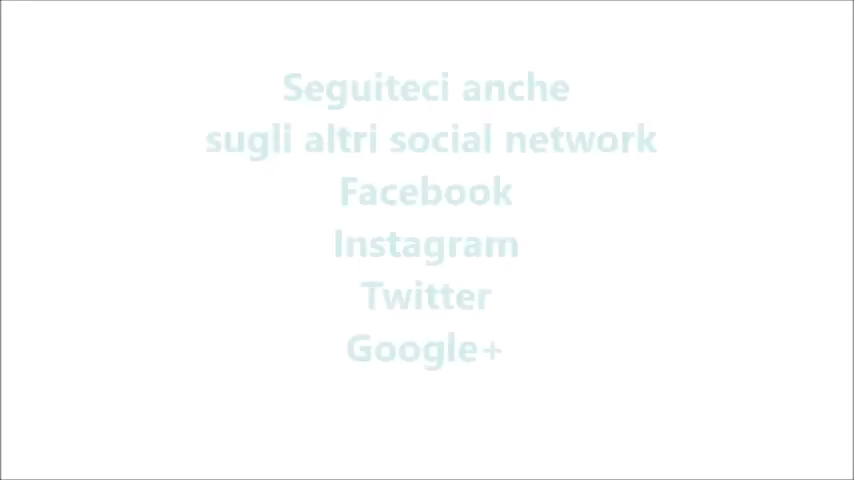 Seguiteci anche
sugli altri social network
Facebook
Instagram
Twitter
Google+